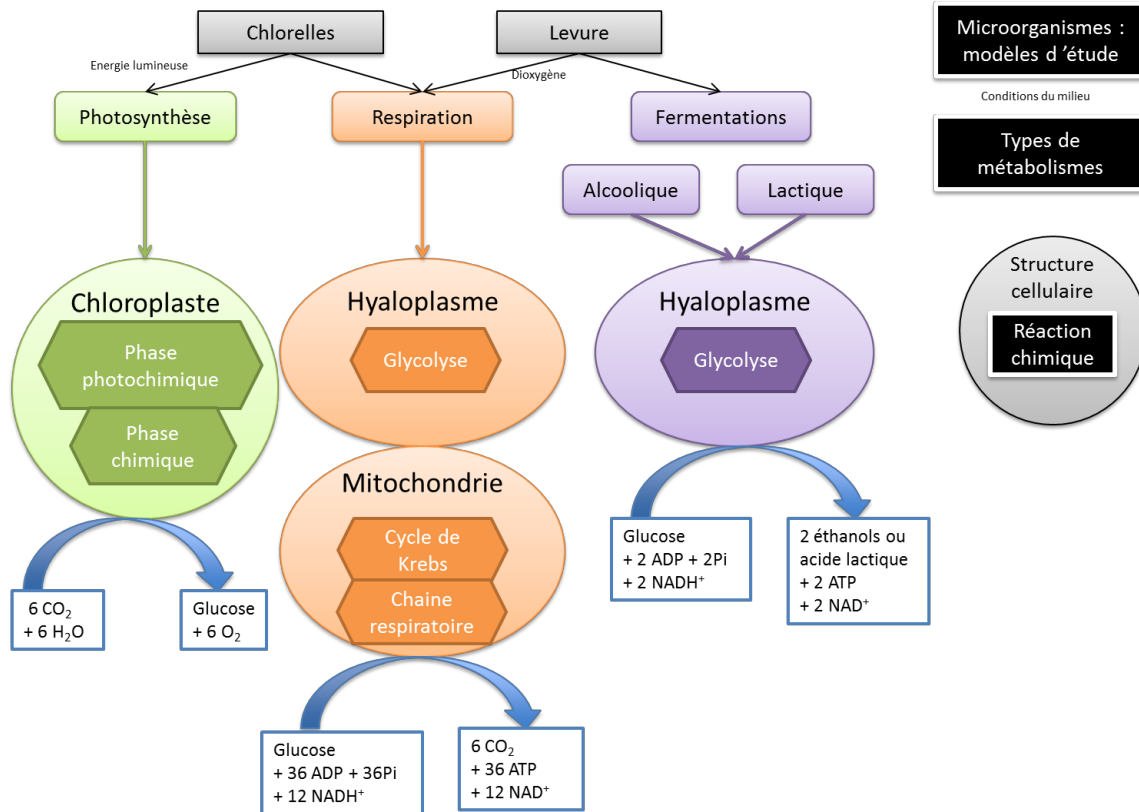 Chlorelles
Levure
Microorganismes :
modèles d ’étude
Energie lumineuse
Dioxygène
Conditions du milieu
Photosynthèse
Respiration
Fermentations
Types de
métabolismes
Alcoolique
Lactique
Chloroplaste
Phase
photochimique
Phase
chimique
Hyaloplasme
Glycolyse
Hyaloplasme
Glycolyse
Structure
cellulaire
Réaction
chimique
Mitochondrie
Cycle de
Krebs
Chaine
respiratoire
6 CO₂
+ 6 H₂O
Glucose
+ 6 O₂
Glucose
+ 2 ADP + 2Pi
+ 2 NADH⁺
2 éthanols ou
acide lactique
+ 2 ATP
+ 2 NAD⁺
Glucose
+ 36 ADP + 36Pi
+ 12 NADH⁺
6 CO₂
+ 36 ATP
+ 12 NAD⁺